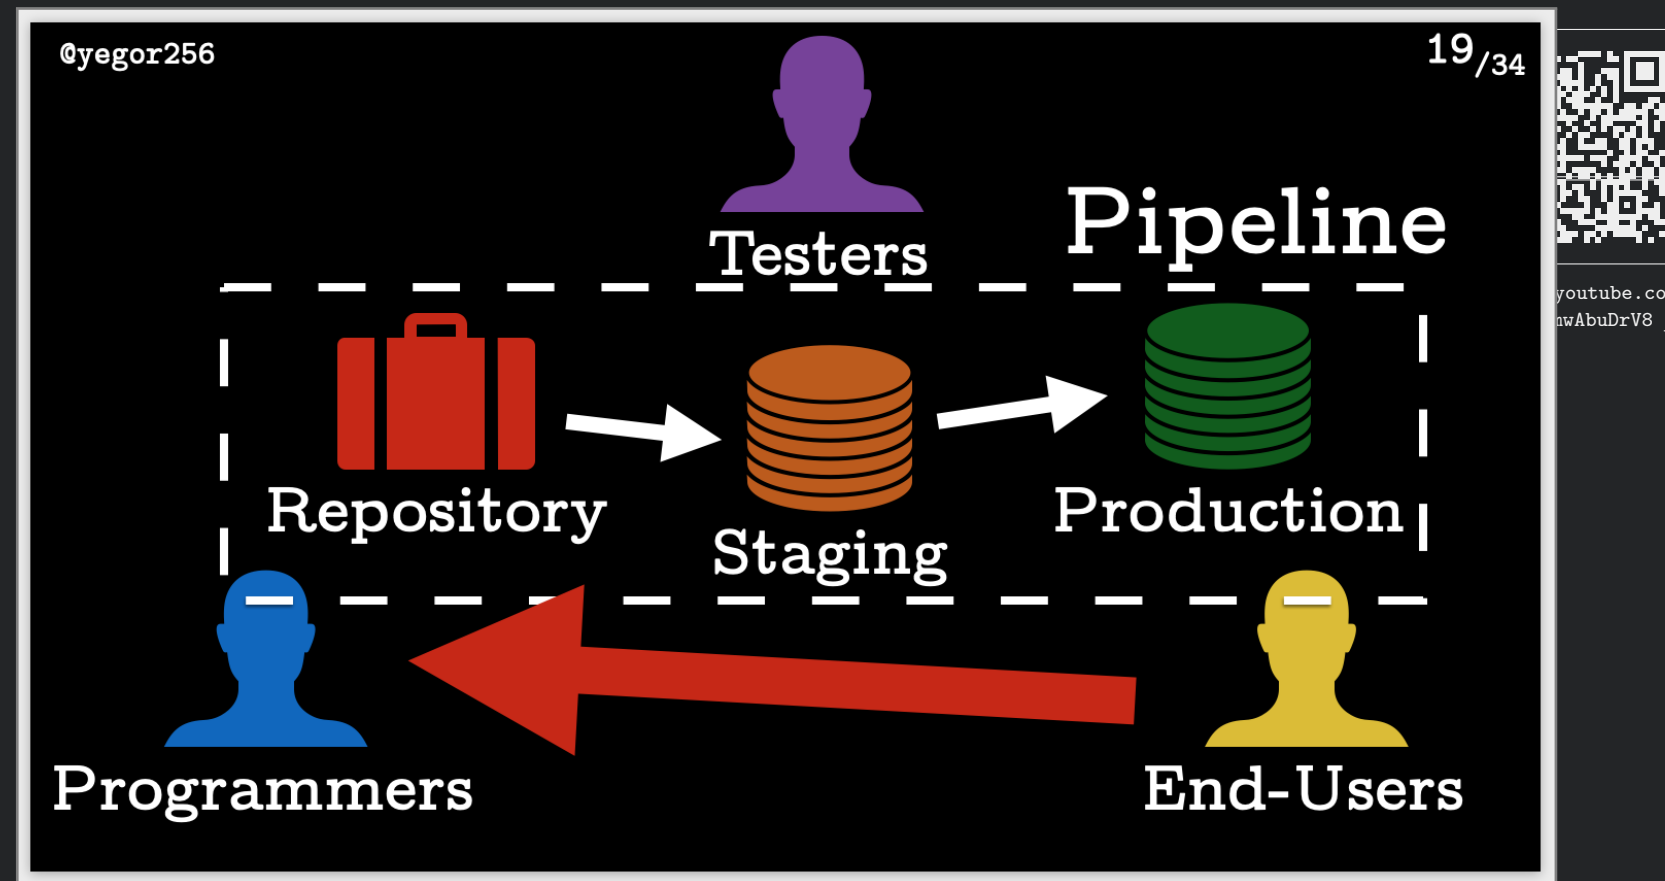 @yegor256
19/34
Testers
Pipeline
Repository
Staging
Production
Programmers
End-Users
youtube.co
wAbuDrV8